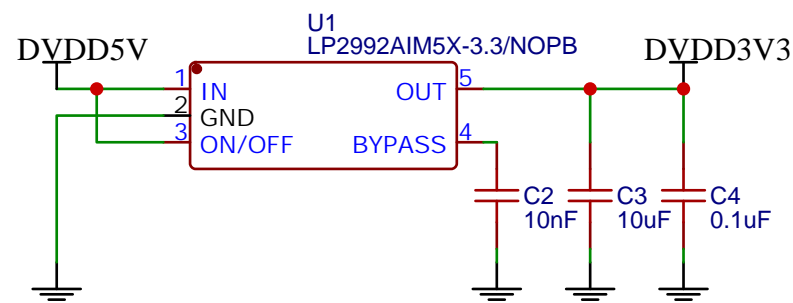 U1
LP2992AIM5X-3.3/NOPB
DVDD5V
DVDD3V3
1
IN
OUT
5
2
GND
3
ON/OFF
BYPASS
4
C2
10nF
C3
10uF
C4
0.1uF